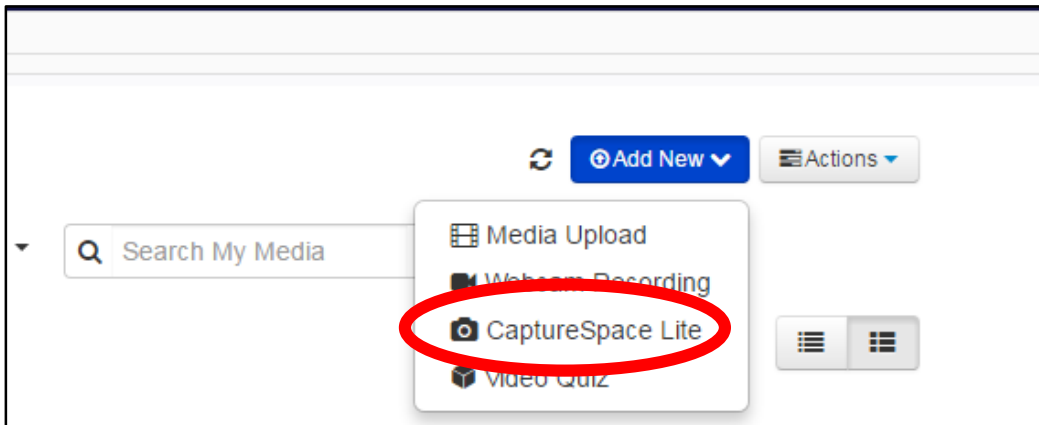 Add New
Actions
Search My Media
Media Upload
Webcam Recording
CaptureSpace Lite
Video Quiz